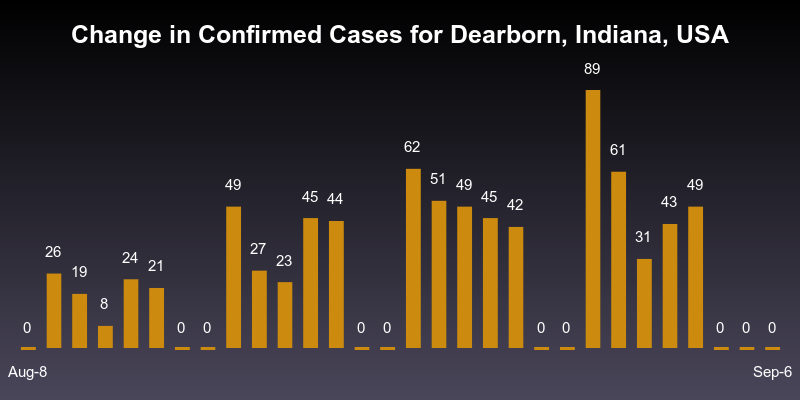 Change in Confirmed Cases for Dearborn, Indiana, USA
0 26 19 8 24 21 0 0 49 27 23 45 44 0 0 62 51 49 45 42 0 0 89 61 31 43 49 0 0 0
Aug-8 Sep-6